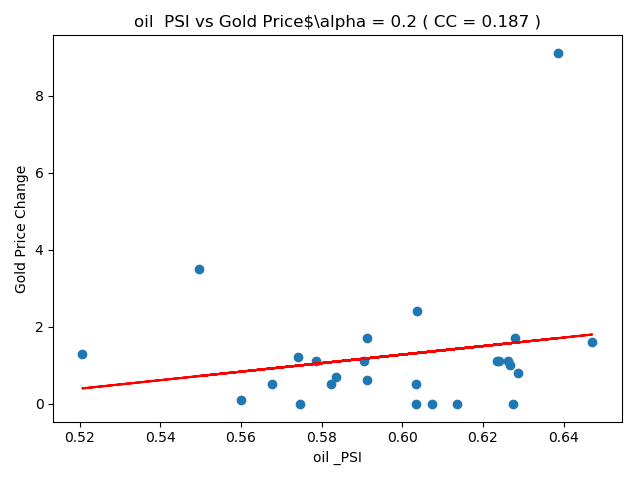 oil  PSI vs Gold Price$\alpha = 0.2 ( CC = 0.187 )
Gold Price Change
8
6
4
2
0
0.52 0.54 0.56 0.58 0.60 0.62 0.64
oil _PSI